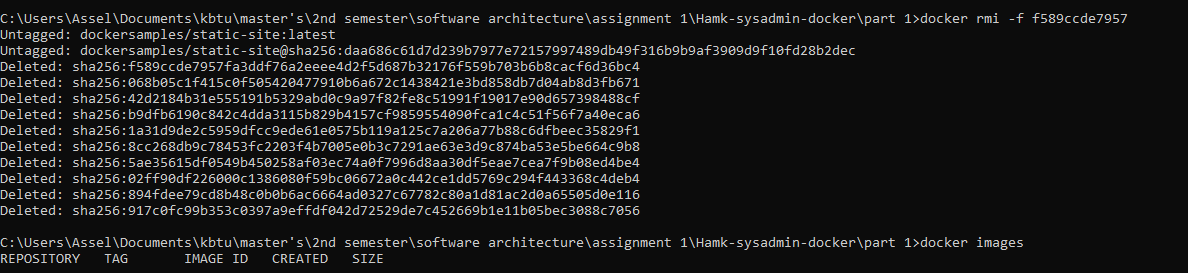 C:\Users\Assel\Documents\kbtu\master's\2nd semester\software architecture\assignment 1\Hamk-sysadmin-docker\part 1>docker rmi -f f589ccde7957
Untagged: dockersamples/static-site:latest
Untagged: dockersamples/static-site@sha256:daa686c61d7d239b7977e72157997489db49f316b9b9af3909d9f10fd28b2dec
Deleted: sha256:f589ccde7957fa3ddf76a2eeee4d2f5d687b32176f559b703b6b8cacf6d36bc4
Deleted: sha256:068b05c1f415c0f505420477910b6a672c1438421e3bd858db7d04ab8d3fb671
Deleted: sha256:42d2184b31e555191b5329abd0c9a97f82fe8c51991f19017e90d657398488cf
Deleted: sha256:b9dfb6190c842c4dda3115b829b4157cf9859554090fca1c4c51f56f7a40eca6
Deleted: sha256:1a31d9de2c5959dfcc9ede61e0575b119a125c7a206a77b88c6dfbeec35829f1
Deleted: sha256:8cc268db9c78453fc2203f4b7005e0b3c7291ae63e3d9c874ba53e5be664c9b8
Deleted: sha256:5ae35615df0549b450258af03ec74a0f7996d8aa30df5eae7cea7f9b08ed4be4
Deleted: sha256:02ff90df226000c1386080f59bc06672a0c442ce1dd5769c294f443368c4deb4
Deleted: sha256:894fdee79cd8b48c0b0b6ac6664ad0327c67782c80a1d81ac2d0a65505d0e116
Deleted: sha256:917c0fc99b353c0397a9effdf042d72529de7c452669b1e11b05bec3088c7056
C:\Users\Assel\Documents\kbtu\master's\2nd semester\software architecture\assignment 1\Hamk-sysadmin-docker\part 1>docker images
REPOSITORY   TAG       IMAGE ID   CREATED   SIZE